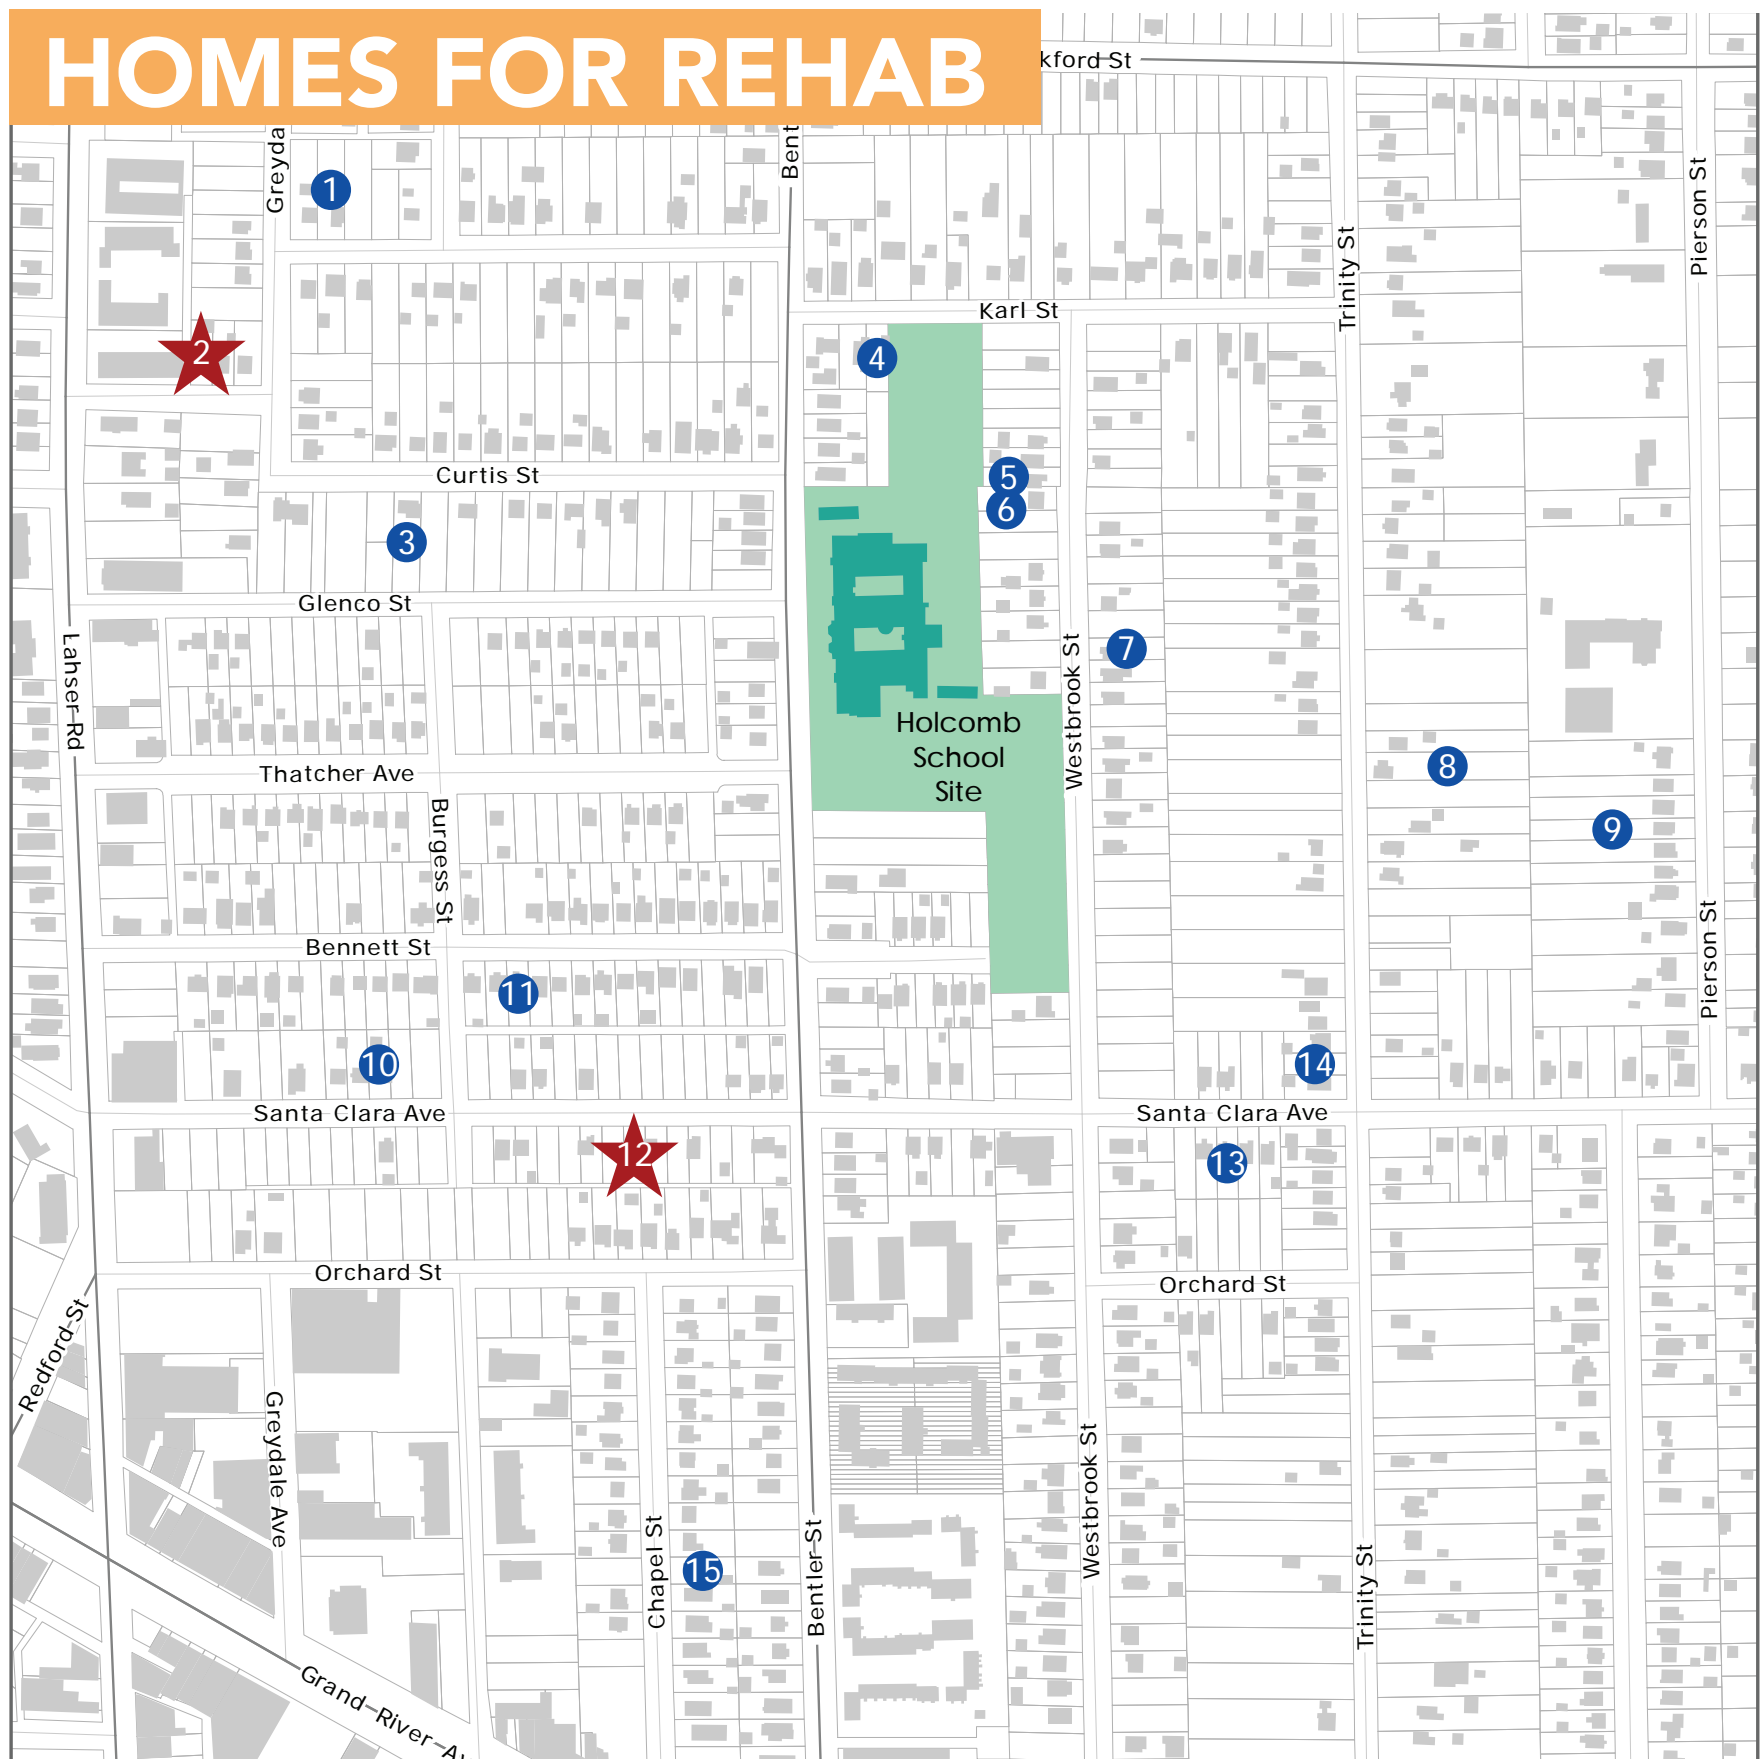 HOMES FOR REHAB
kford St
Greyda
Bent
1
Pierson St
Trinity St
Karl St
2
4
Curtis St
5
6
3
Glenco St
Lahser Rd
7
Westbrook St
Holcomb
School
Site
Thatcher Ave
8
Burgess St
9
Bennett St
Pierson St
11
10
14
Santa Clara Ave
Santa Clara Ave
12
13
Orchard St
Orchard St
Redford St
Greydale Ave
Westbrook St
Chapel St
Bentler St
Trinity St
15
Grand River Av